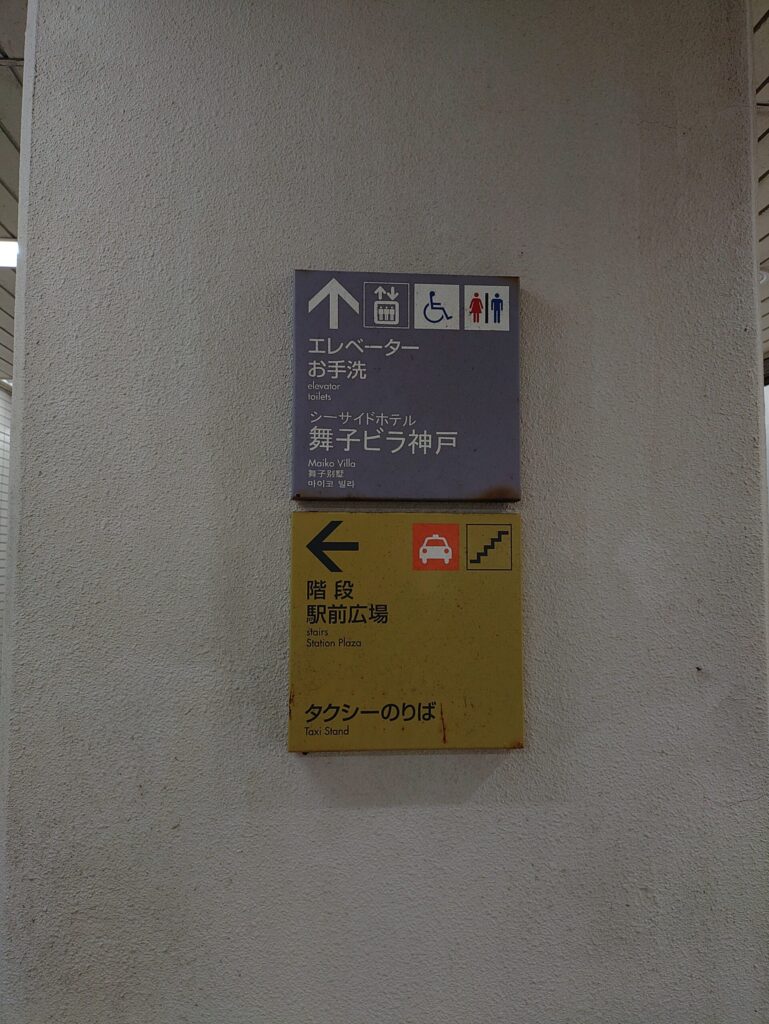 エレベーター
お手洗
elevator
toilets
シーサイドホテル
舞子ビラ神戸
Maiko Villa
舞子别墅
마이코 빌라
階段
駅前広場
stairs
Station Plaza
タクシーのりば
Taxi Stand